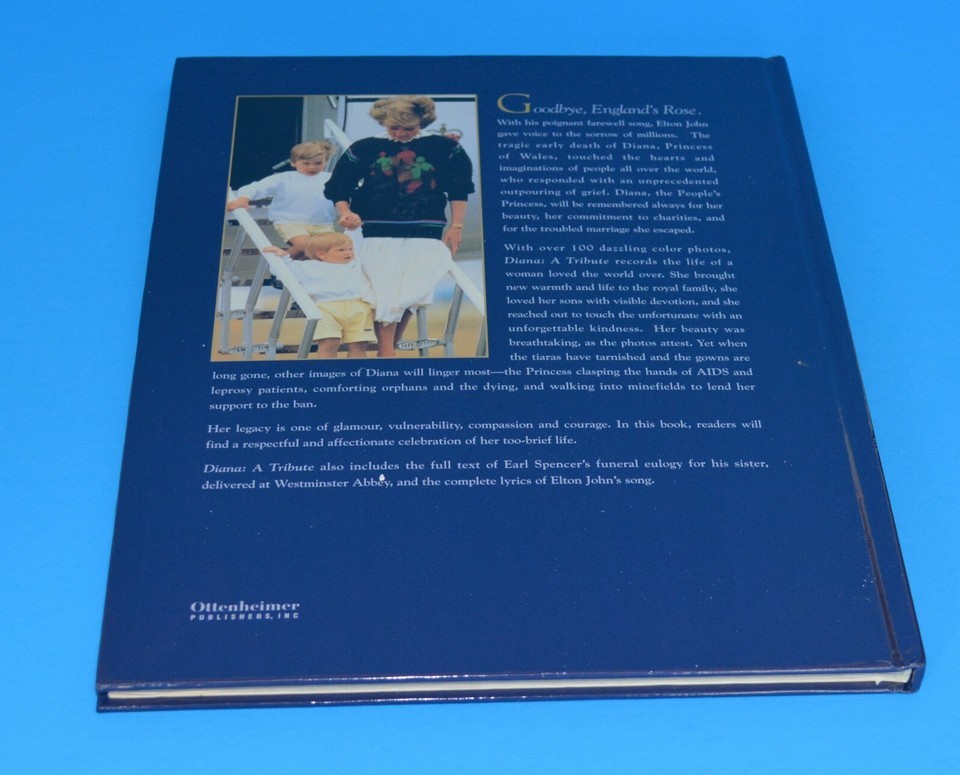 Goodbye, England's Rose.
With his poignant farewell song, Elton John
gave voice to the sorrow of millions. The
tragic early death of Diana, Princess
of Wales, touched the hearts and
imaginations of people all over the world,
who responded with an unprecedented
outpouring of grief. Diana, the People's
Princess, will be remembered always for her
beauty, her commitment to charities, and
for the troubled marriage she escaped.
With over 100 dazzling color photos,
Diana: A Tribute records the life of a
woman loved the world over. She brought
new warmth and life to the royal family, she
loved her sons with visible devotion, and she
reached out to touch the unfortunate with an
unforgettable kindness. Her beauty was
breathtaking, as the photos attest. Yet when
the tiaras have tarnished and the gowns are
long gone, other images of Diana will linger most—the Princess clasping the hands of AIDS and
leprosy patients, comforting orphans and the dying, and walking into minefields to lend her
support to the ban.
Her legacy is one of glamour, vulnerability, compassion and courage. In this book, readers will
find a respectful and affectionate celebration of her too-brief life.
Diana: A Tribute also includes the full text of Earl Spencer's funeral eulogy for his sister,
delivered at Westminster Abbey, and the complete lyrics of Elton John's song.
Ottenheimer
PUBLISHERS, INC